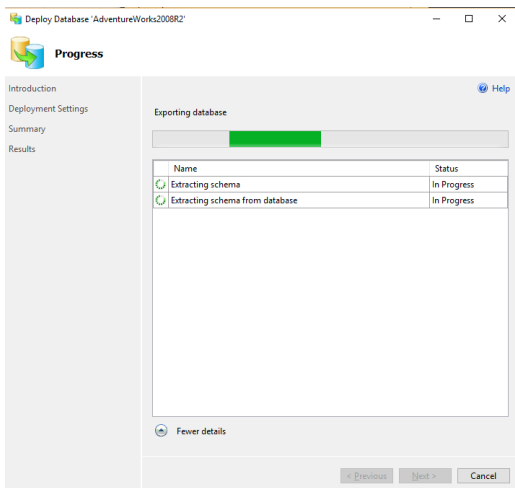 Deploy Database 'AdventureWorks2008R2'
Progress
Introduction
Deployment Settings
Summary
Results
Help
Exporting database
Name Status
Extracting schema In Progress
Extracting schema from database In Progress
Fewer details
< Previous Next > Cancel